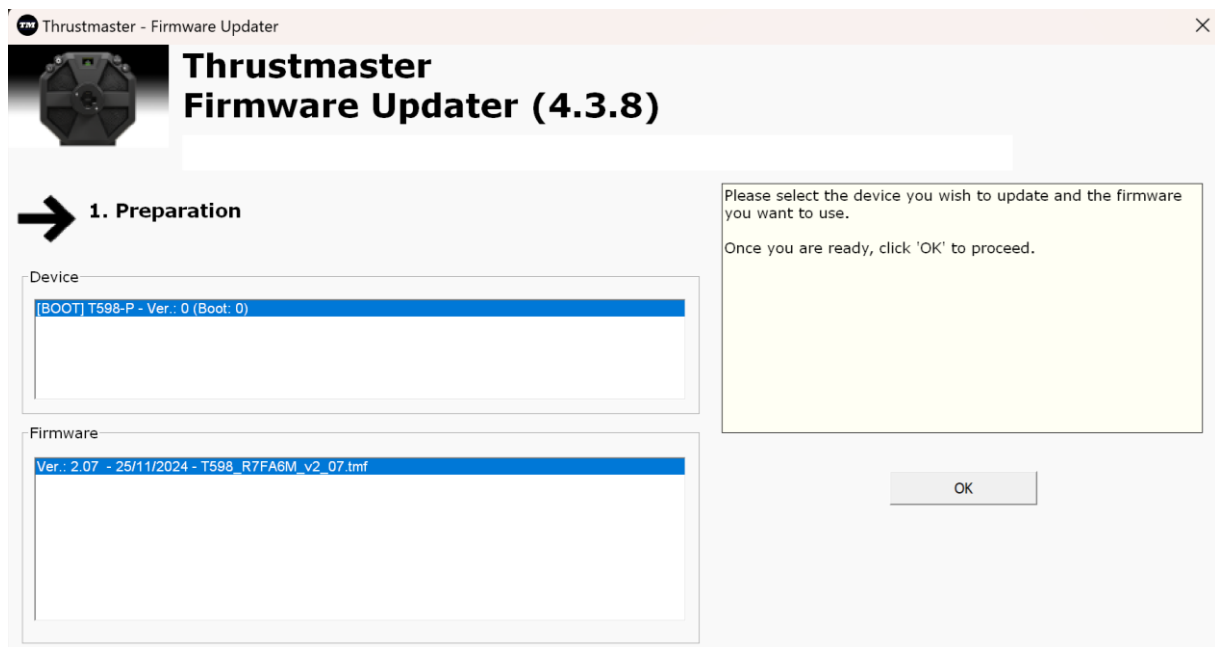 Thrustmaster - Firmware Updater
Thrustmaster
Firmware Updater (4.3.8)
1. Preparation
Please select the device you wish to update and the firmware
you want to use.
Once you are ready, click 'OK' to proceed.
Device
[BOOT] T598-P - Ver.: 0 (Boot: 0)
Firmware
Ver.: 2.07 - 25/11/2024 - T598_R7FA6M_v2_07.tmf
OK